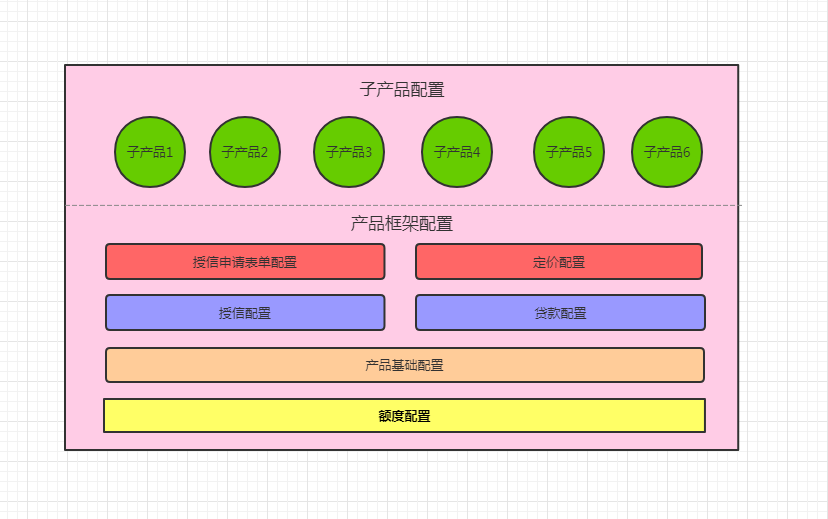 子产品配置
子产品1
子产品2
子产品3
子产品4
子产品5
子产品6
产品框架配置
授信申请表单配置
定价配置
授信配置
贷款配置
产品基础配置
额度配置